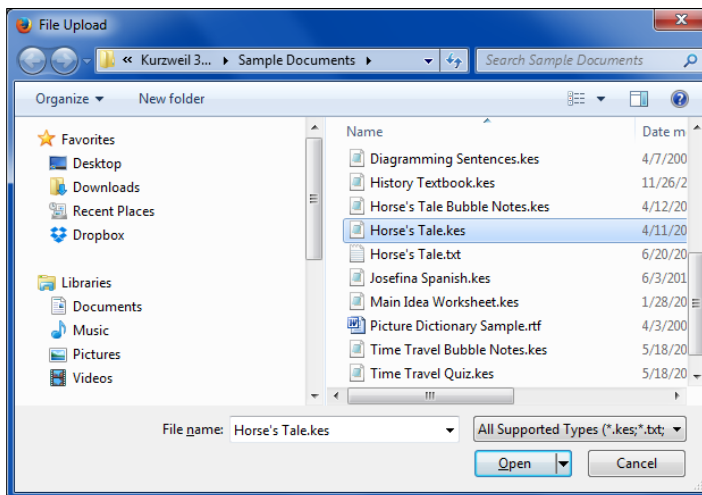 File Upload
« Kurzweil 3... Sample Documents
Search Sample Documents
Organize New folder
Favorites
Desktop
Downloads
Recent Places
Dropbox
Libraries
Documents
Music
Pictures
Videos
Name Date m
Diagramming Sentences.kes 4/7/200
History Textbook.kes 11/26/2
Horse's Tale Bubble Notes.kes 4/12/20
Horse's Tale.kes 4/11/20
Horse's Tale.txt 6/20/20
Josefina Spanish.kes 6/3/201
Main Idea Worksheet.kes 1/28/20
Picture Dictionary Sample.rtf 4/3/200
Time Travel Bubble Notes.kes 5/18/20
Time Travel Quiz.kes 5/18/20
File name: Horse's Tale.kes All Supported Types (*.kes;*.txt;
Open Cancel